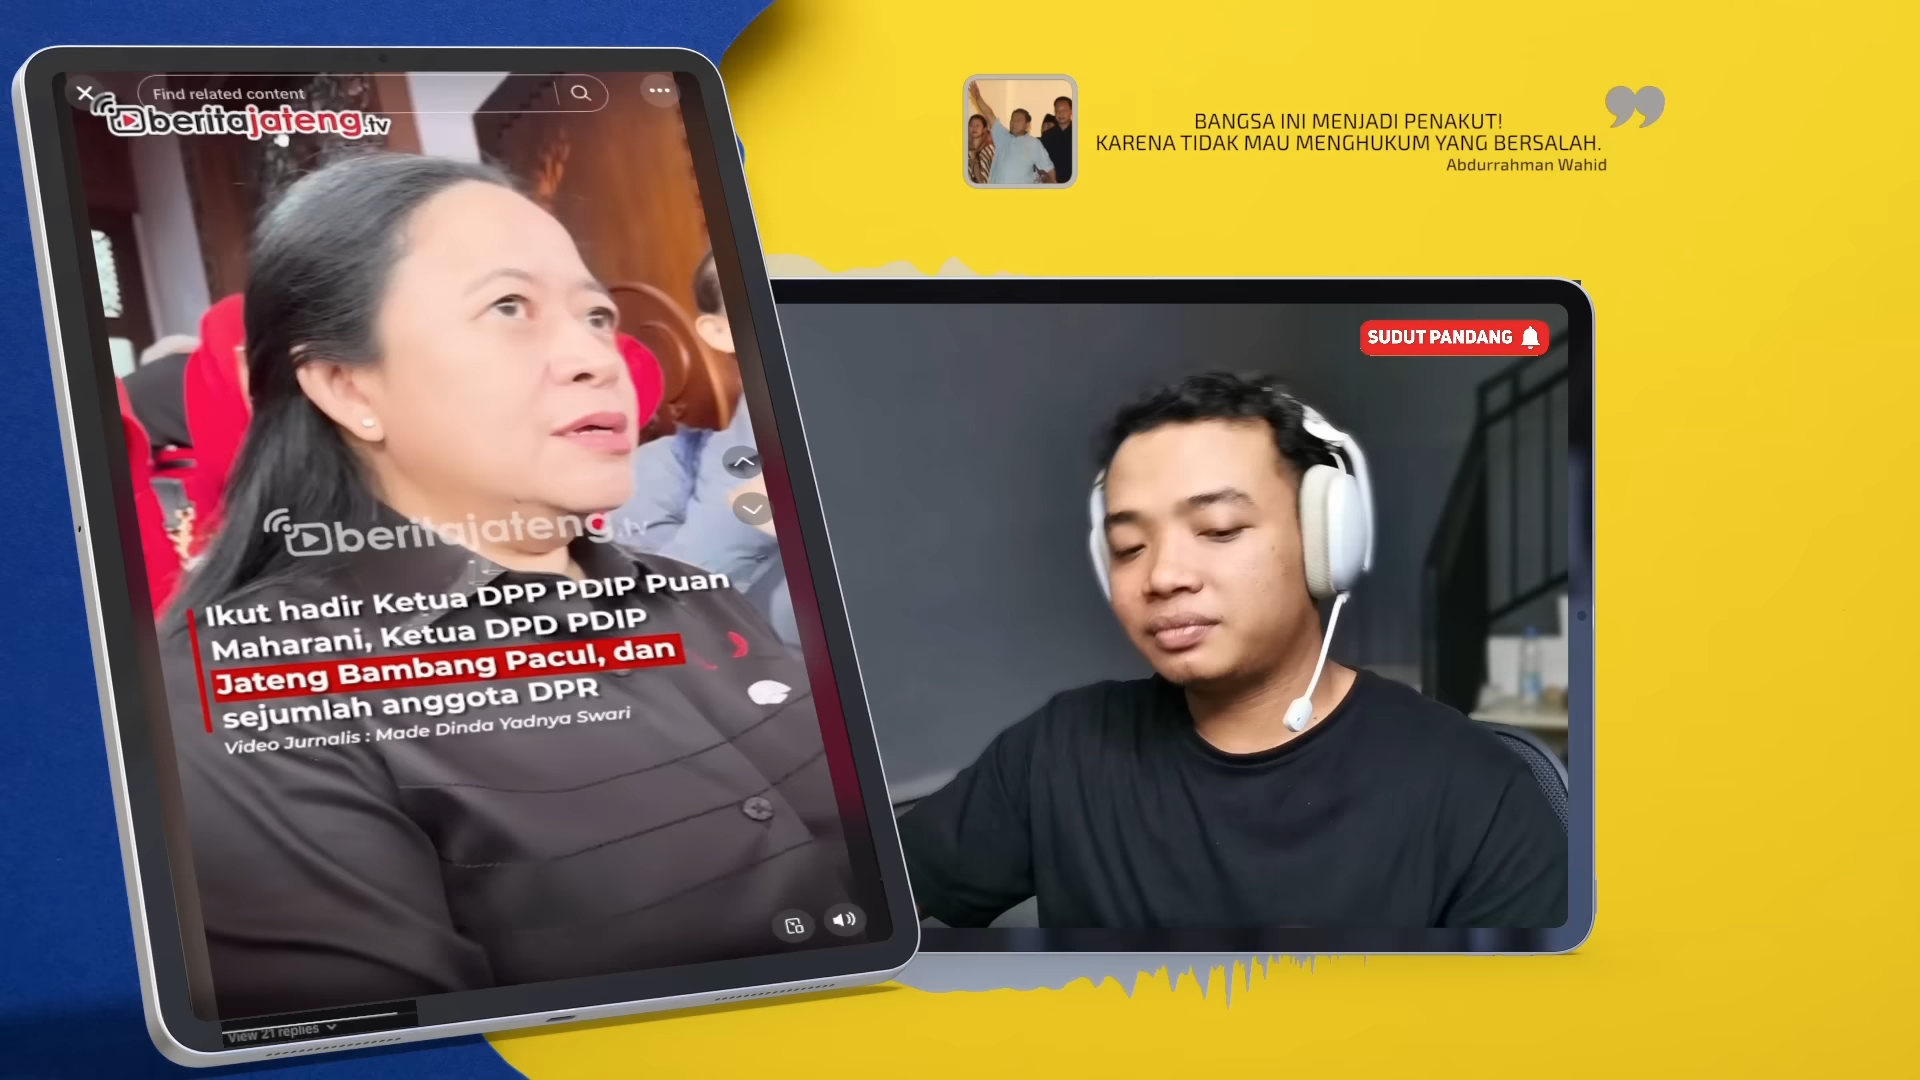 Find related content
beritajateng.tv
beritajateng.tv
Ikut hadir Ketua DPP PDIP Puan
Maharani, Ketua DPD PDIP
Jateng Bambang Pacul, dan
sejumlah anggota DPR
Video Jurnalis : Made Dinda Yadnya Swari
View 21 replies
BANGSA INI MENJADI PENAKUT!
KARENA TIDAK MAU MENGHUKUM YANG BERSALAH.
Abdurrahman Wahid
SUDUT PANDANG